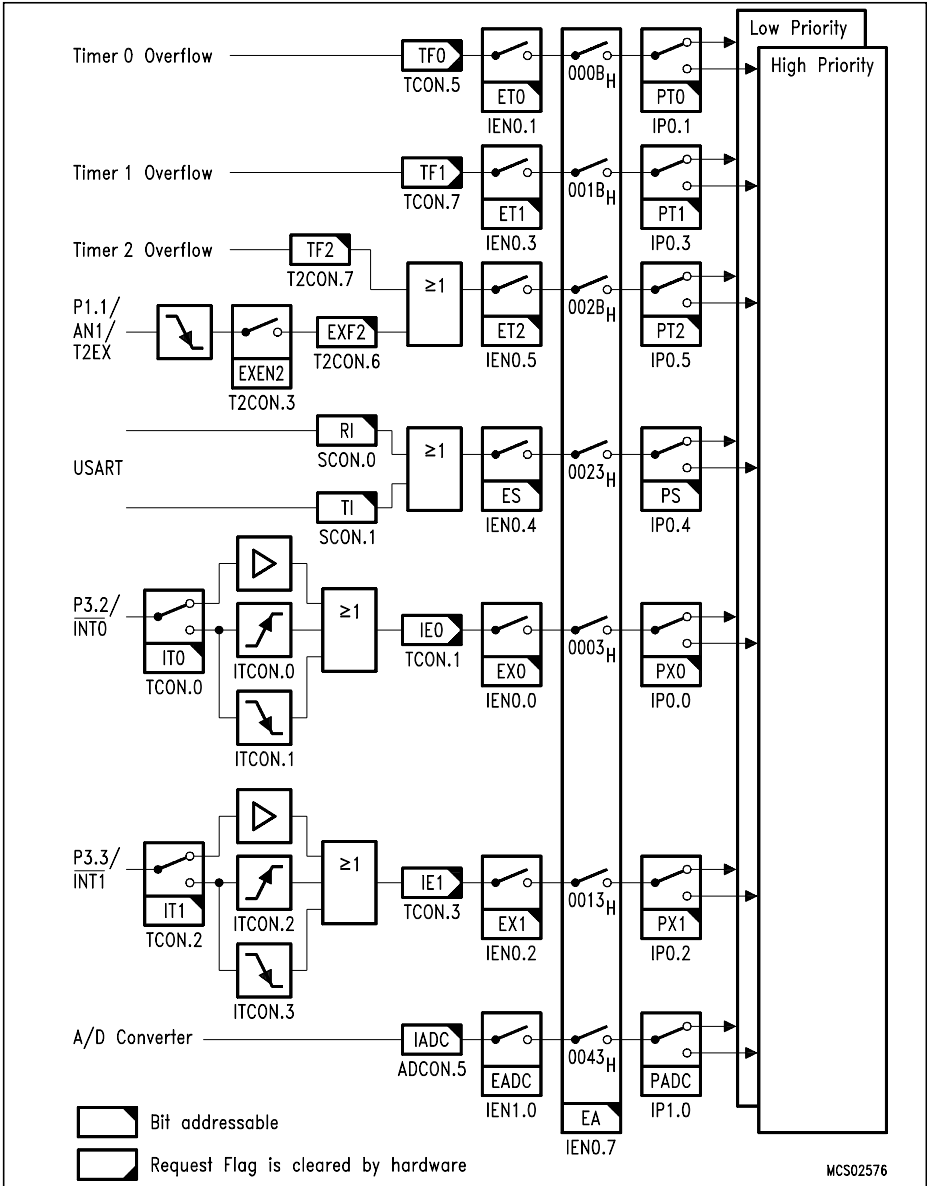 Low Priority
High Priority
Timer 0 Overflow
TF0
TCON.5
ET0
IEN0.1
000BH
PT0
IP0.1
Timer 1 Overflow
TF1
TCON.7
ET1
IEN0.3
001BH
PT1
IP0.3
Timer 2 Overflow
TF2
T2CON.7
P1.1/
AN1/
T2EX
EXEN2
T2CON.3
EXF2
T2CON.6
≥1
ET2
IEN0.5
002BH
PT2
IP0.5
USART
RI
SCON.0
TI
SCON.1
≥1
ES
IEN0.4
0023H
PS
IP0.4
P3.2/
INT0
IT0
TCON.0
ITCON.0
ITCON.1
≥1
IE0
TCON.1
EX0
IEN0.0
0003H
PX0
IP0.0
P3.3/
INT1
IT1
TCON.2
ITCON.2
ITCON.3
≥1
IE1
TCON.3
EX1
IEN0.2
0013H
PX1
IP0.2
A/D Converter
IADC
ADCON.5
EADC
IEN1.0
0043H
PADC
IP1.0
EA
IEN0.7
Bit addressable
Request Flag is cleared by hardware
MCS02576